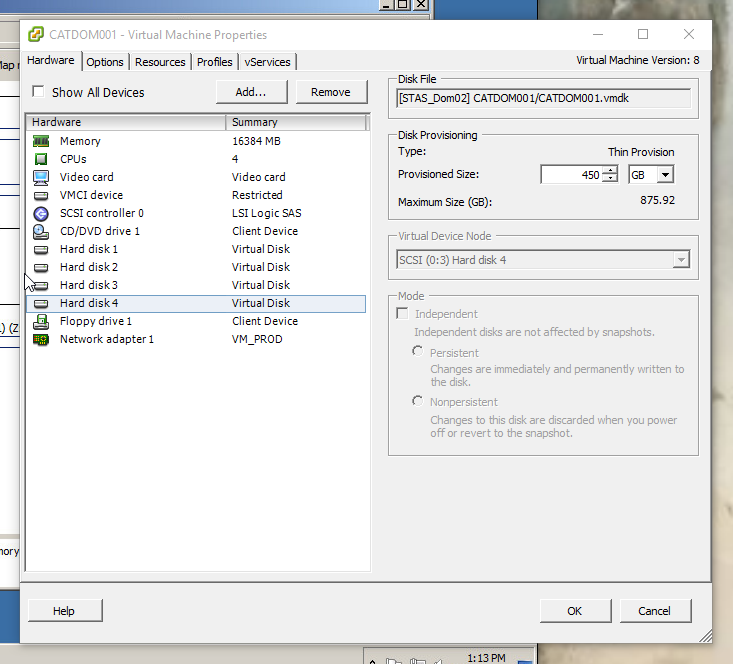 CATDOM001 - Virtual Machine Properties
Hardware Options Resources Profiles vServices
Virtual Machine Version: 8
Show All Devices
Add...
Remove
Hardware Summary
Memory 16384 MB
CPUs 4
Video card Video card
VMCI device Restricted
SCSI controller 0 LSI Logic SAS
CD/DVD drive 1 Client Device
Hard disk 1 Virtual Disk
Hard disk 2 Virtual Disk
Hard disk 3 Virtual Disk
Hard disk 4 Virtual Disk
Floppy drive 1 Client Device
Network adapter 1 VM_PROD
Disk File
[STAS_Dom02] CATDOM001/CATDOM001.vmdk
Disk Provisioning
Type: Thin Provision
Provisioned Size: 450 GB
Maximum Size (GB): 875.92
Virtual Device Node
SCSI (0:3) Hard disk 4
Mode
Independent
Independent disks are not affected by snapshots.
Persistent
Changes are immediately and permanently written to
the disk.
Nonpersistent
Changes to this disk are discarded when you power
off or revert to the snapshot.
Help
OK
Cancel
1:13 PM